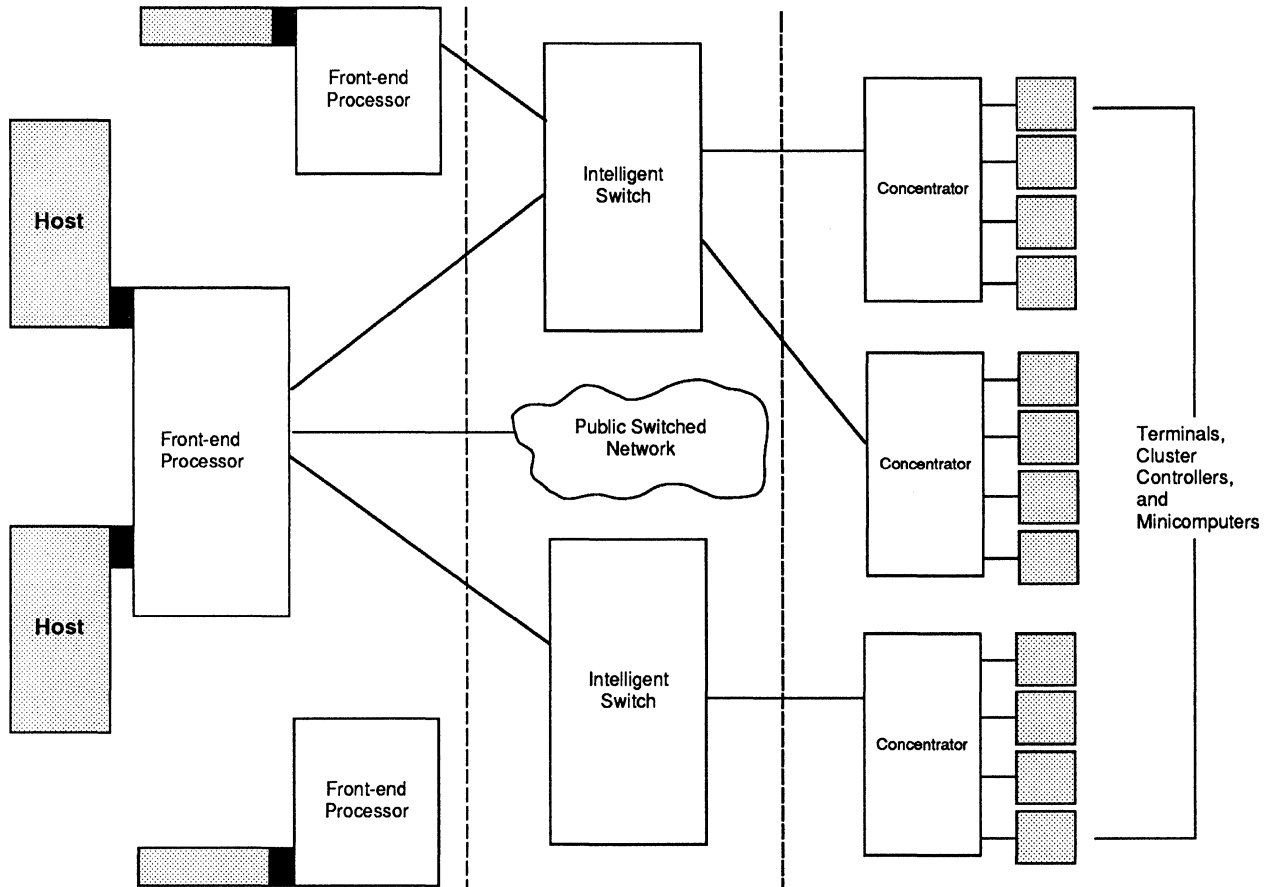 Front-end
Processor
Host
Intelligent
Switch
Concentrator
Front-end
Processor
Public Switched
Network
Concentrator
Terminals,
Cluster
Controllers,
and
Minicomputers
Host
Intelligent
Switch
Concentrator
Front-end
Processor